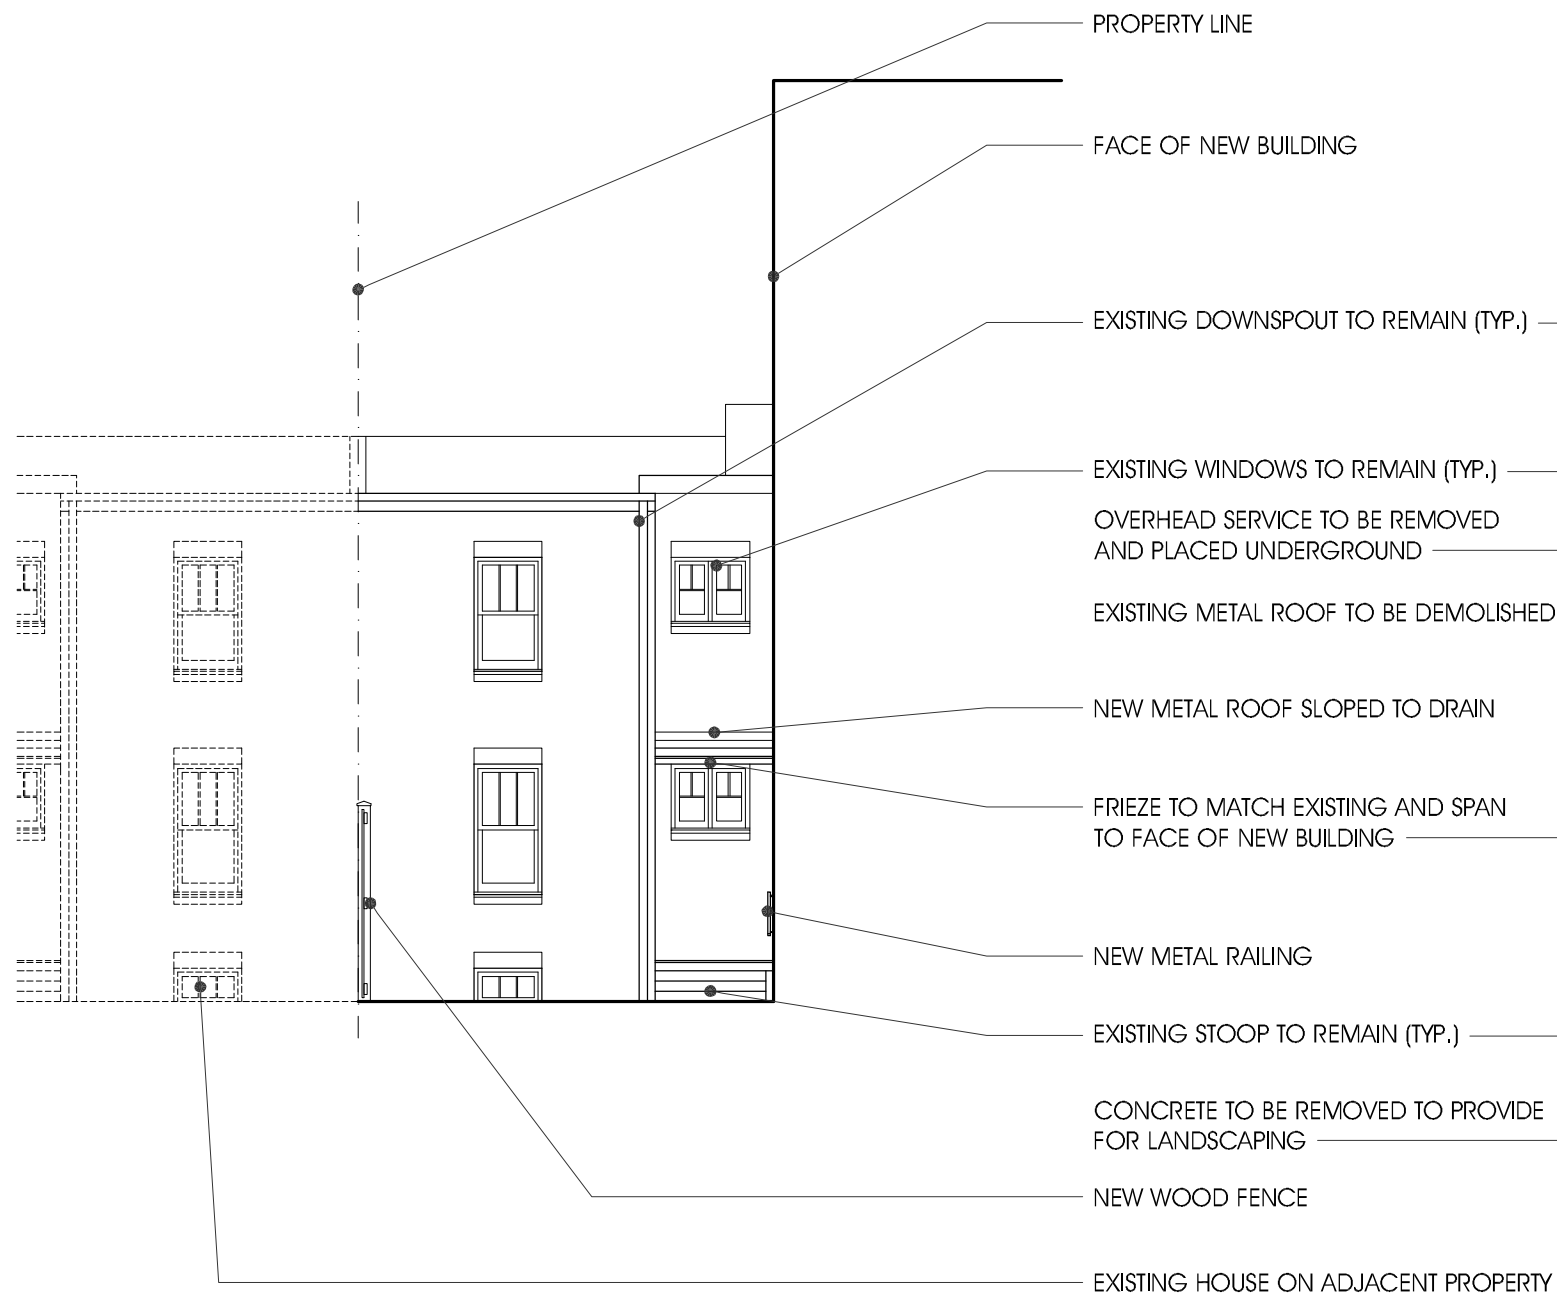 PROPERTY LINE
FACE OF NEW BUILDING
EXISTING DOWNSPOUT TO REMAIN (TYP.)
EXISTING WINDOWS TO REMAIN (TYP.)
OVERHEAD SERVICE TO BE REMOVED
AND PLACED UNDERGROUND
EXISTING METAL ROOF TO BE DEMOLISHED
NEW METAL ROOF SLOPED TO DRAIN
FRIEZE TO MATCH EXISTING AND SPAN
TO FACE OF NEW BUILDING
NEW METAL RAILING
EXISTING STOOP TO REMAIN (TYP.)
CONCRETE TO BE REMOVED TO PROVIDE
FOR LANDSCAPING
NEW WOOD FENCE
EXISTING HOUSE ON ADJACENT PROPERTY